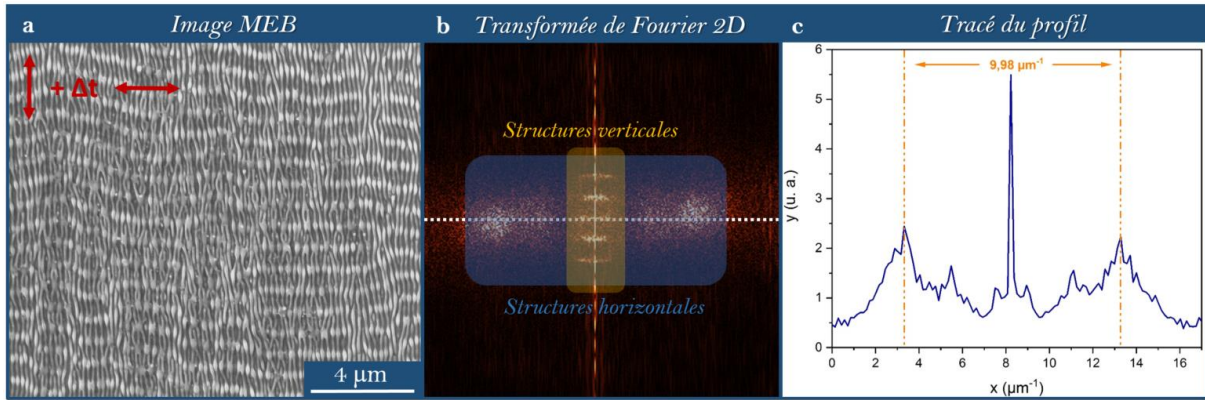 a Image MEB
+ Δt
4 μm
b Transformée de Fourier 2D
Structures verticales
Structures horizontales
c Tracé du profil
9,98 μm⁻¹
y (u. a.)
6
5
4
3
2
1
0
0 2 4 6 8 10 12 14 16
x (μm⁻¹)